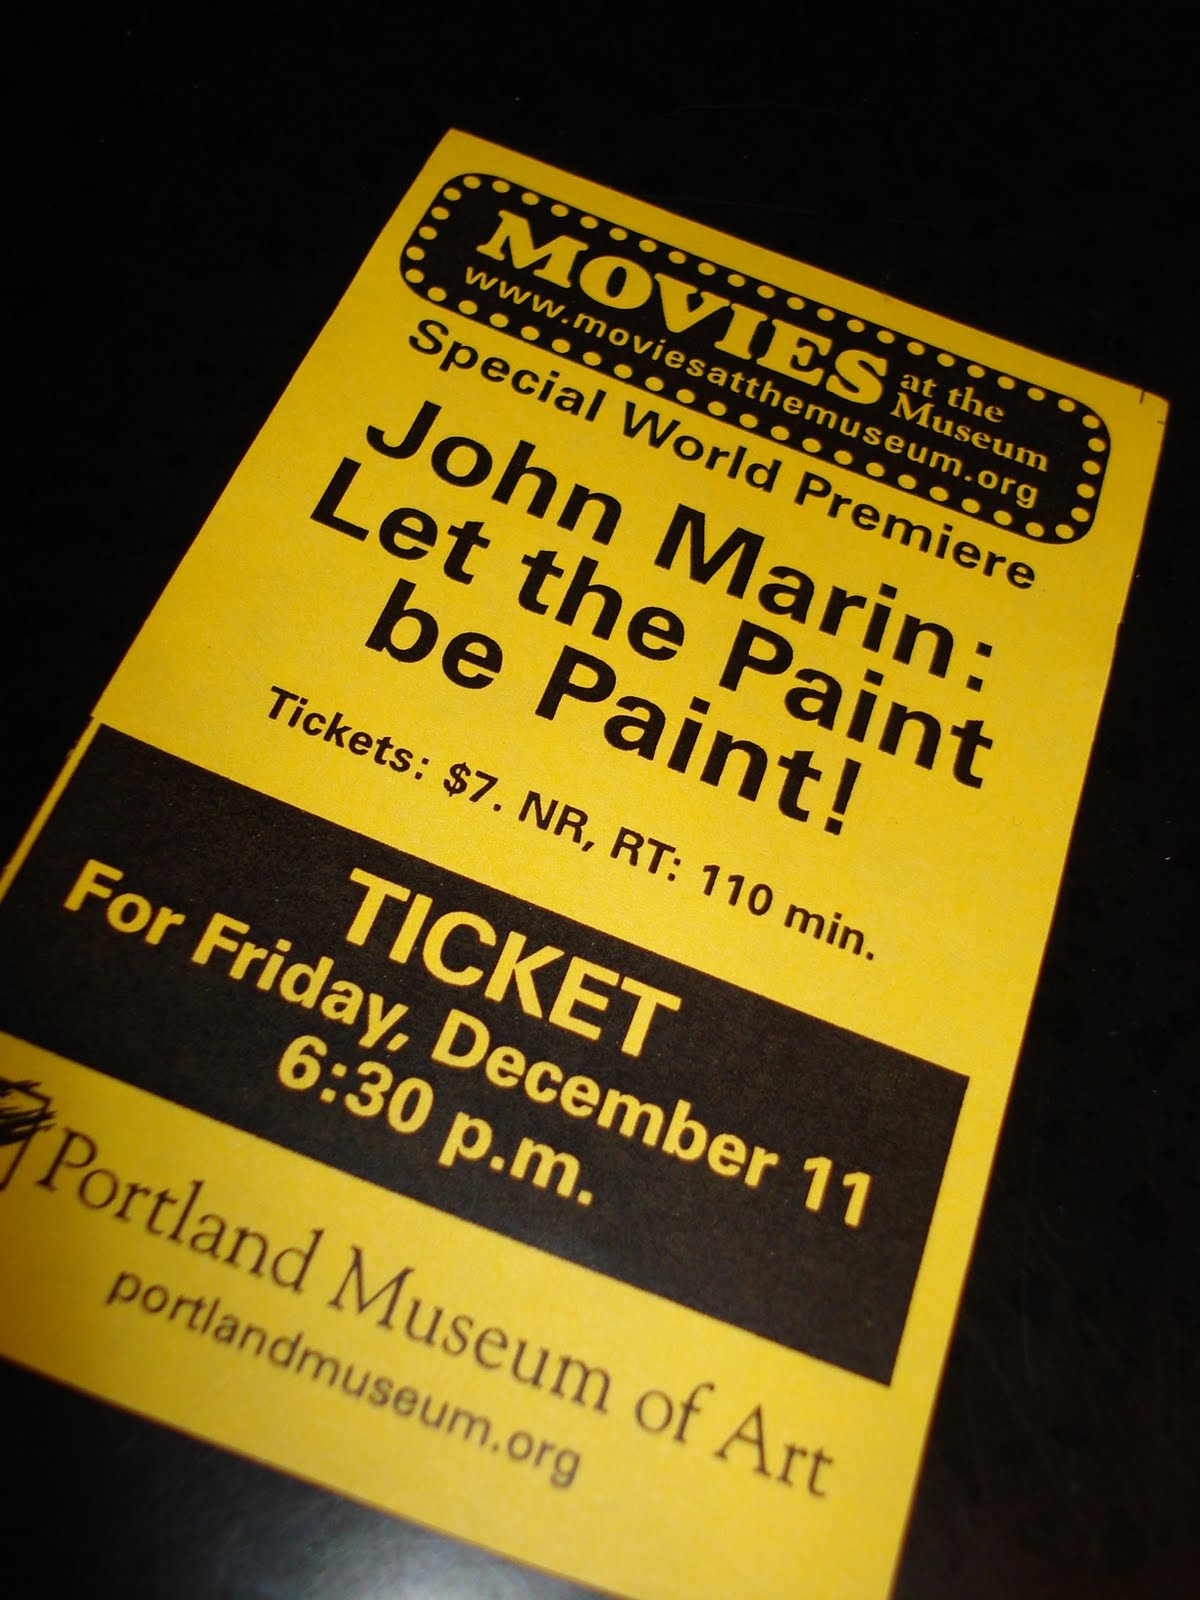 MOVIES at the Museum
www.moviesatthemuseum.org
Special World Premiere
John Marin:
Let the Paint
be Paint!
Tickets: $7. NR, RT: 110 min.
TICKET
For Friday, December 11
6:30 p.m.
Portland Museum of Art
portlandmuseum.org